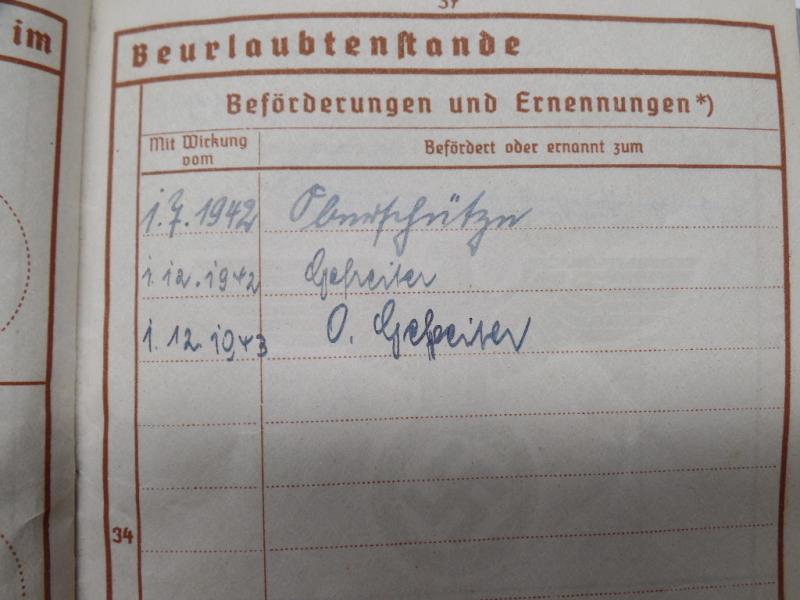 37
im
Beurlaubtenstande
Beförderungen und Ernennungen*)
Mit Wirkung vom
Befördert oder ernannt zum
1.7.1942 Oberschütze
1.12.1942 Gefreiter
1.12.1943 O. Gefreiter
34